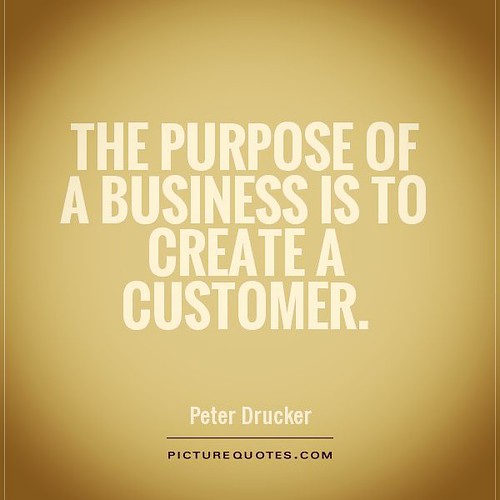 THE PURPOSE OF
A BUSINESS IS TO
CREATE A
CUSTOMER.
Peter Drucker
PICTUREQUOTES.COM